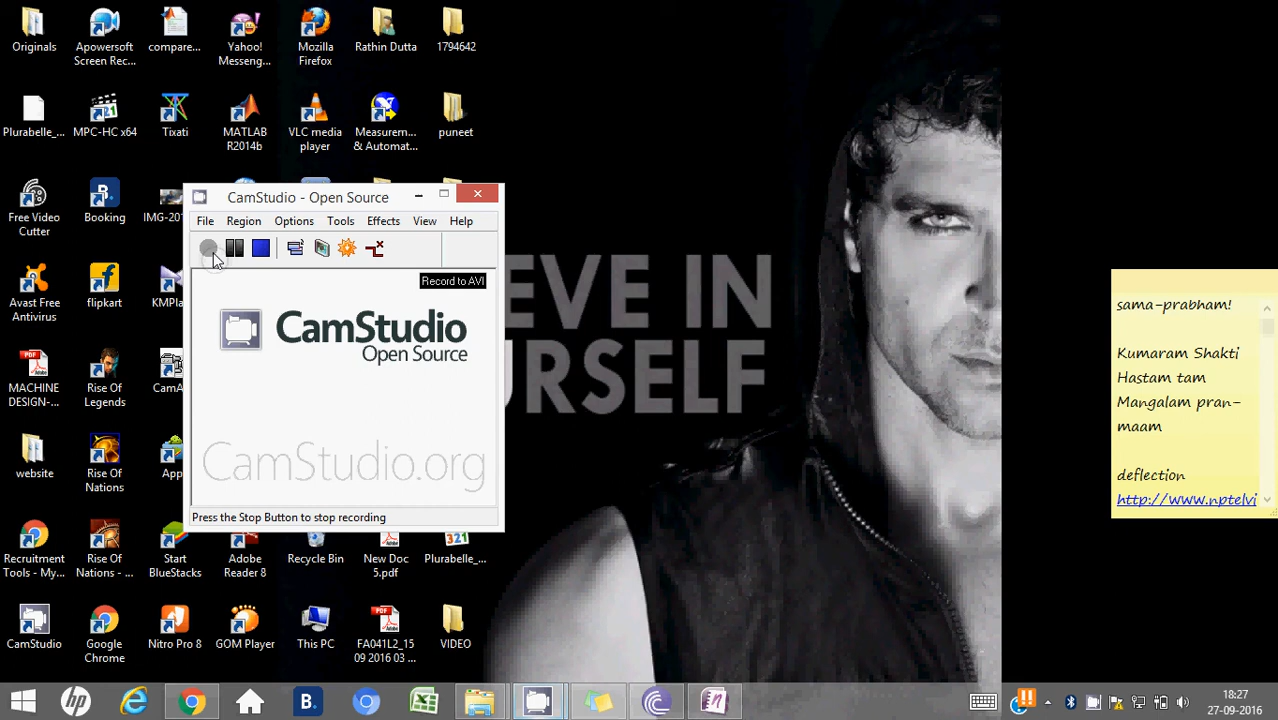 Originals
Apowersoft
Screen Rec...
compare...
Yahoo!
Messeng...
Mozilla
Firefox
Rathin Dutta
1794642
Plurabelle_...
MPC-HC x64
Tixati
MATLAB
R2014b
VLC media
player
Measurem...
& Automat...
puneet
Free Video
Cutter
Booking
IMG-20
Avast Free
Antivirus
flipkart
KMPla
MACHINE
DESIGN-...
Rise Of
Legends
CamA
website
Rise Of
Nations
App
Recruitment
Tools - My...
Rise Of
Nations - ...
Start
BlueStacks
Adobe
Reader 8
Recycle Bin
New Doc
5.pdf
Plurabelle_...
CamStudio
Google
Chrome
Nitro Pro 8
GOM Player
This PC
FA041L2_15
09 2016 03 ...
VIDEO
CamStudio - Open Source
File Region Options Tools Effects View Help
Record to AVI
CamStudio
Open Source
CamStudio.org
Press the Stop Button to stop recording
EVE IN
URSELF
sama-prabham!
Kumaram Shakti
Hastam tam
Mangalam pran-
maam
deflection
http://www.nptelvi
18:27
27-09-2016